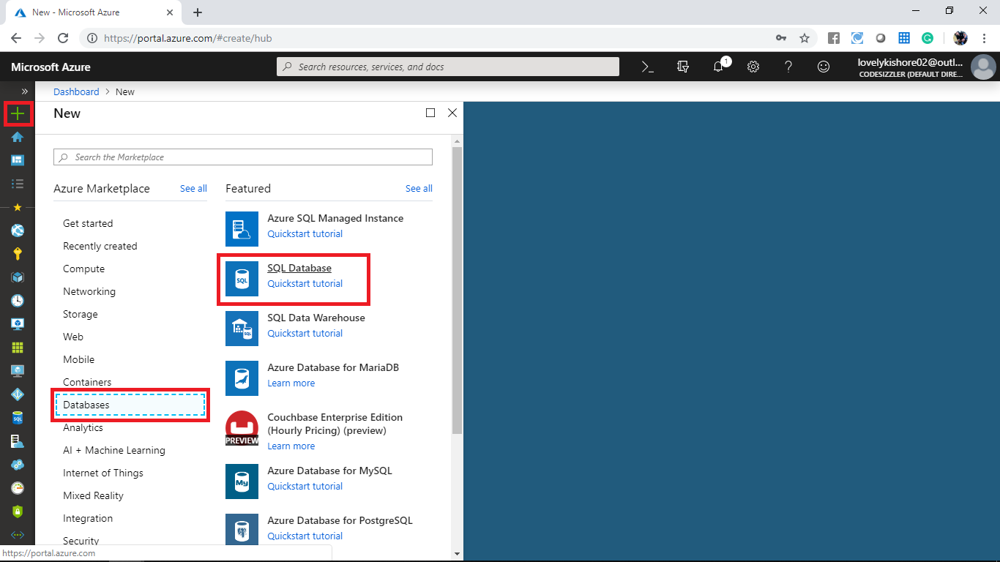 New - Microsoft Azure
https://portal.azure.com/#create/hub
Microsoft Azure
Search resources, services, and docs
1
lovelykishore02@outl...
CODESIZZLER (DEFAULT DIRE...
Dashboard > New
New
Search the Marketplace
Azure Marketplace See all
Get started
Recently created
Compute
Networking
Storage
Web
Mobile
Containers
Databases
Analytics
AI + Machine Learning
Internet of Things
Mixed Reality
Integration
Security
Featured See all
Azure SQL Managed Instance
Quickstart tutorial
SQL
SQL Database
Quickstart tutorial
SQL
SQL Data Warehouse
Quickstart tutorial
Azure Database for MariaDB
Learn more
PREVIEW
Couchbase Enterprise Edition
(Hourly Pricing) (preview)
Learn more
My
Azure Database for MySQL
Quickstart tutorial
Azure Database for PostgreSQL
Quickstart tutorial
SQL
https://portal.azure.com